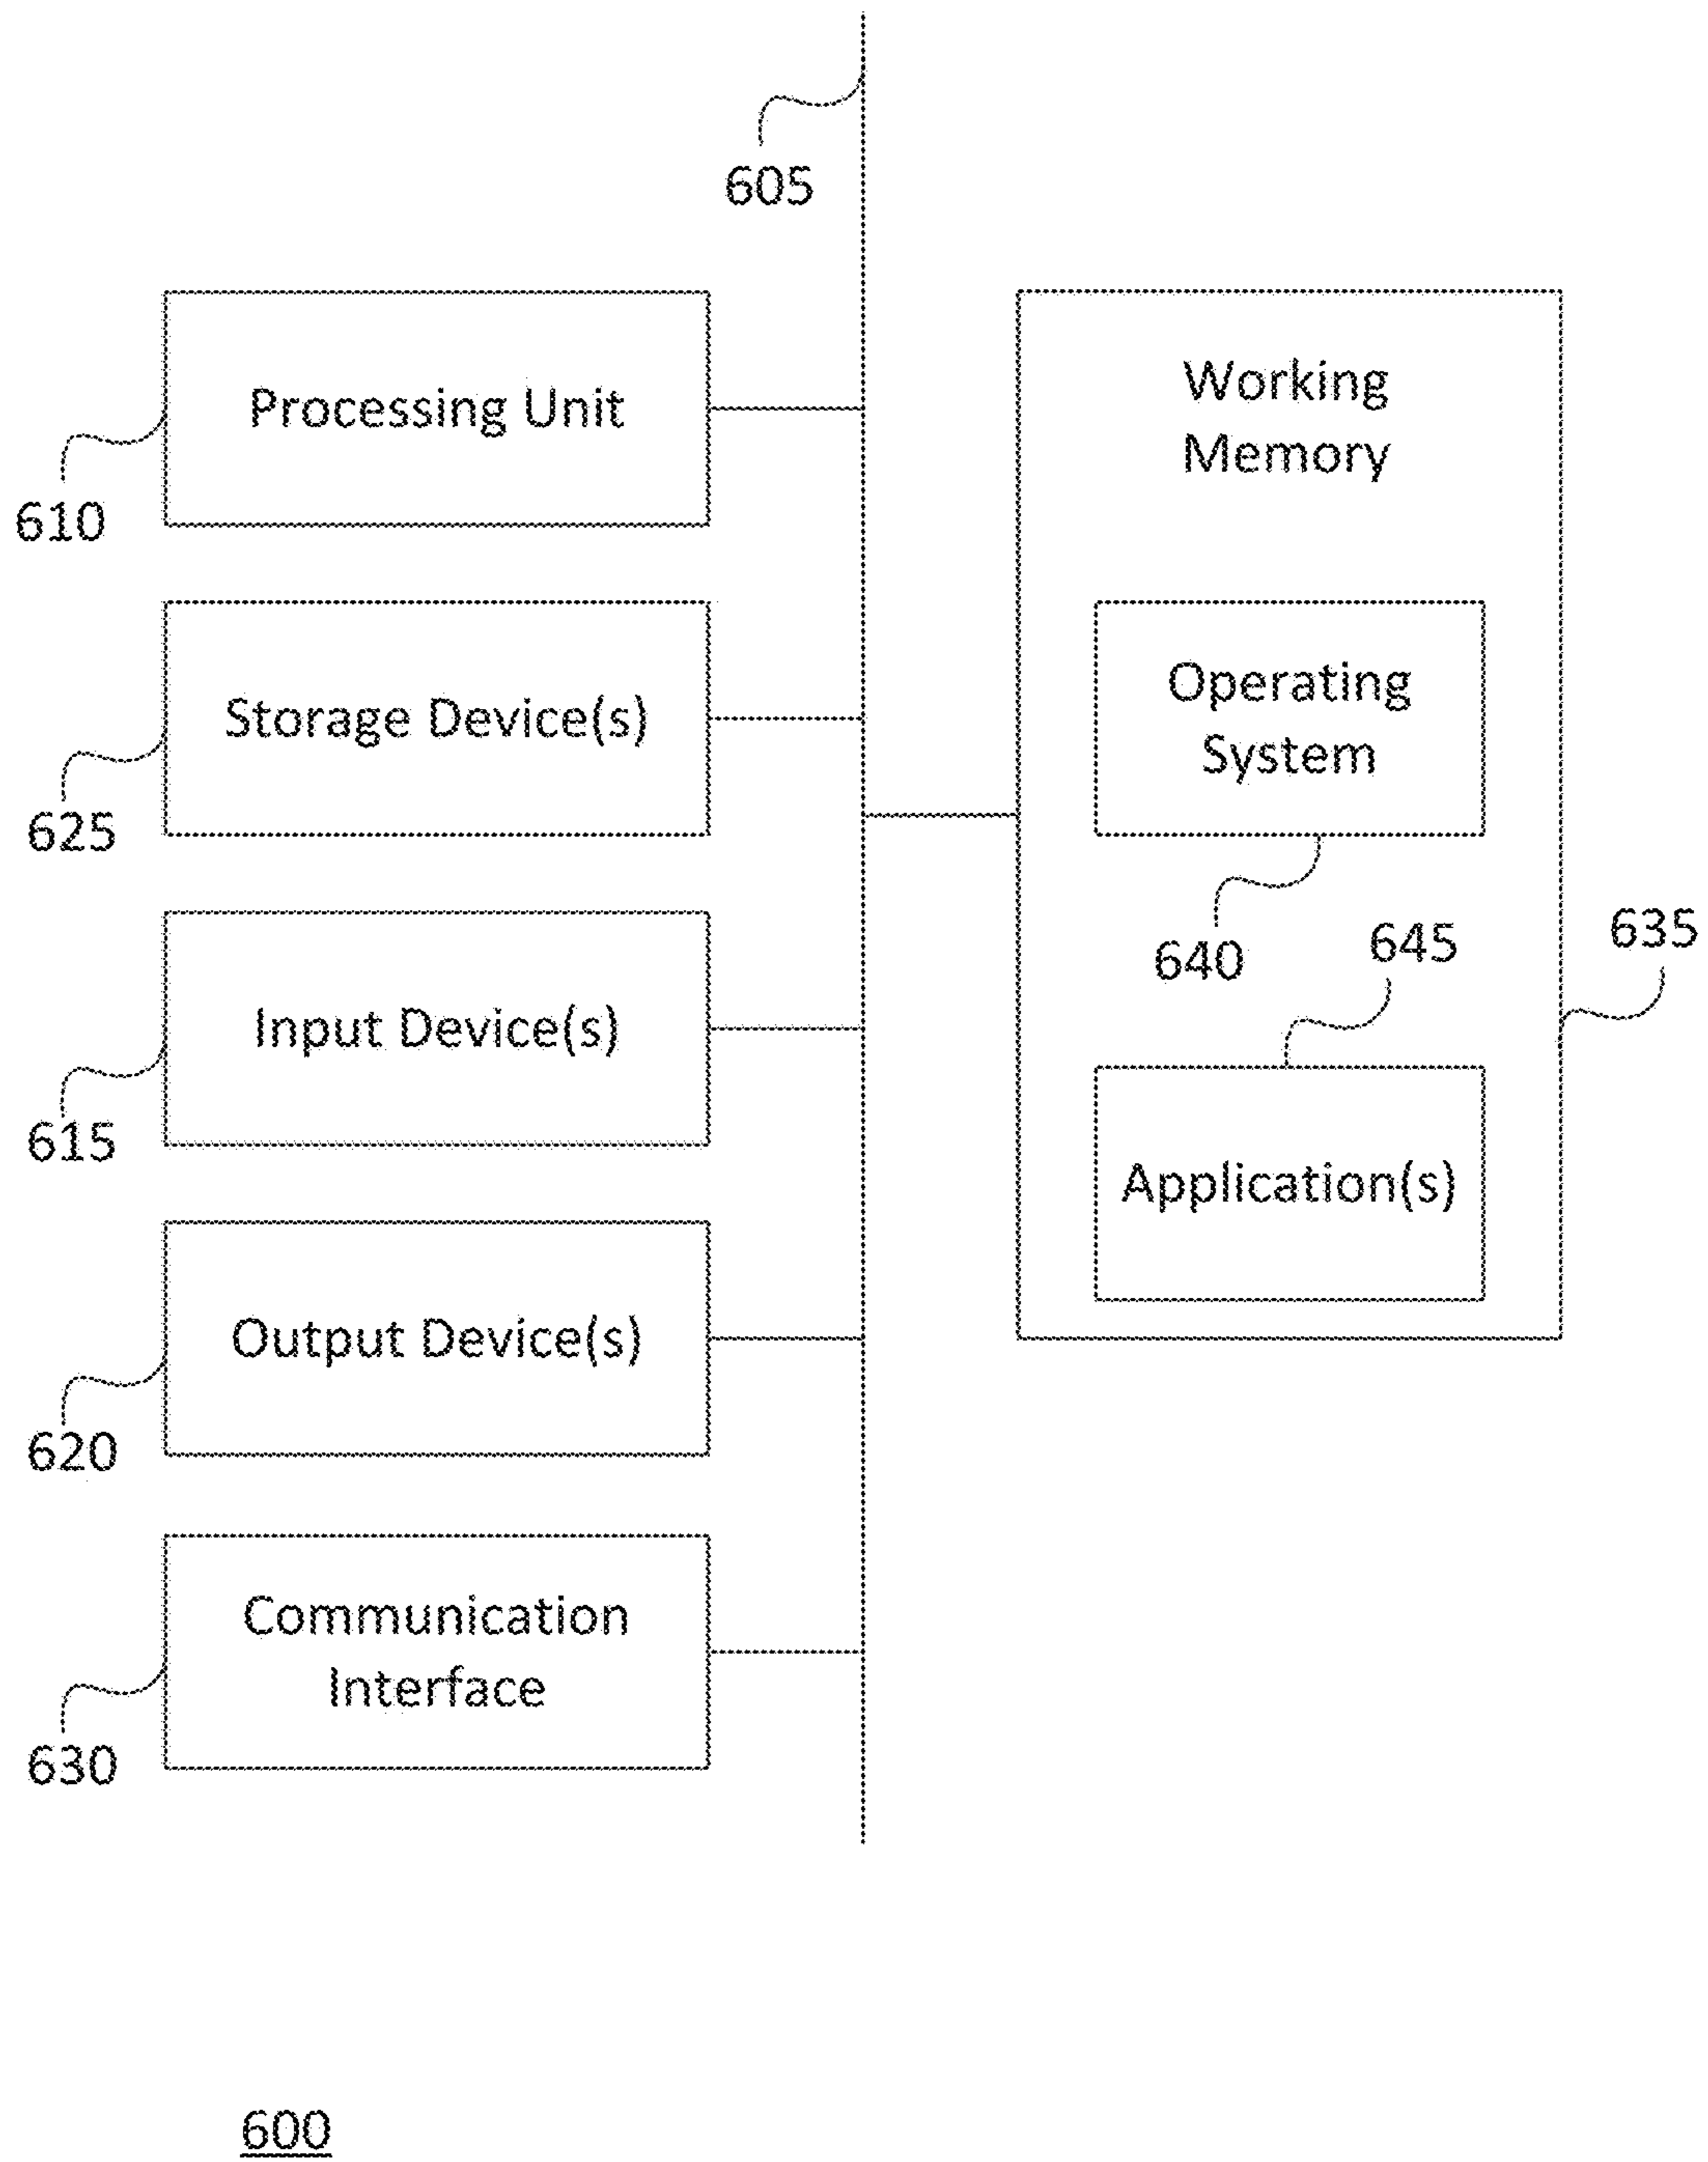 605
Processing Unit
610
Storage Device(s)
625
Input Device(s)
615
Output Device(s)
620
Communication
Interface
630
Working
Memory
Operating
System
640
645
635
Application(s)
600